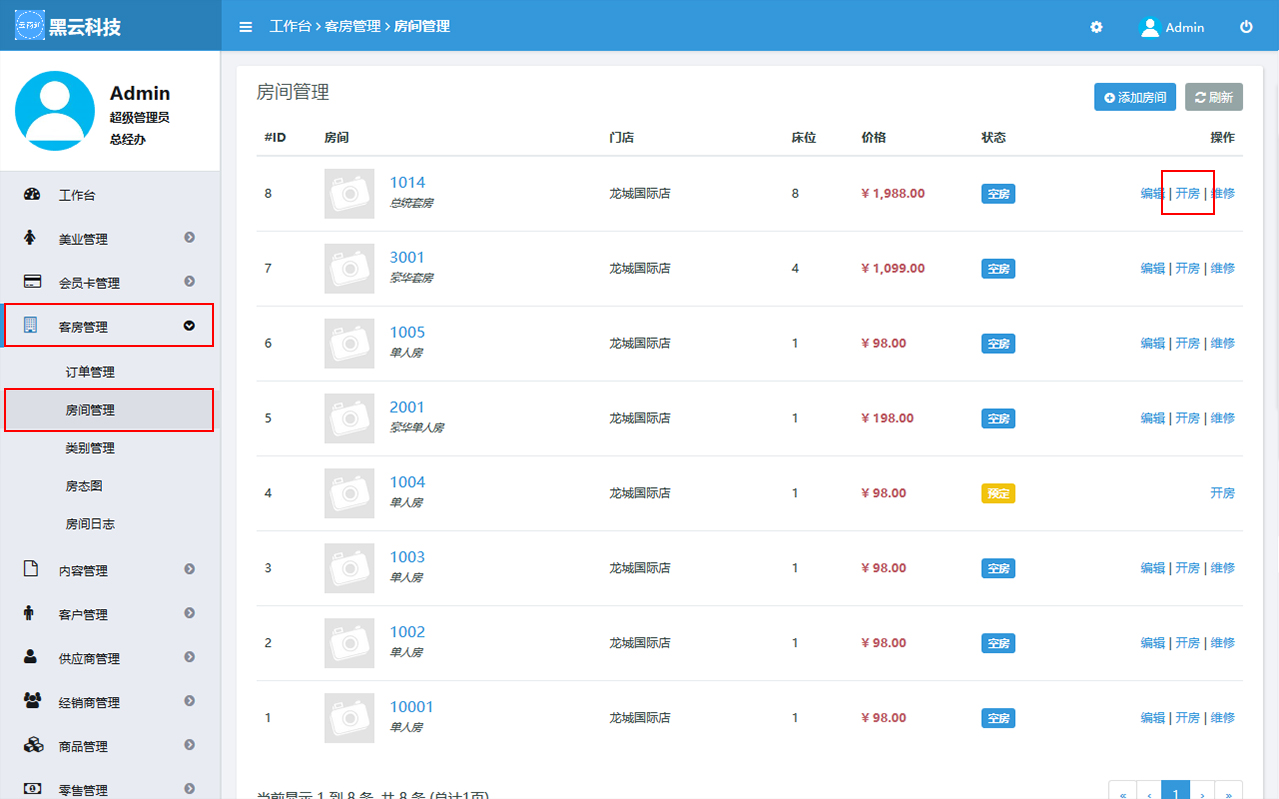 黑云科技
工作台 › 客房管理 › 房间管理
Admin
Admin
超级管理员
总经办
工作台
美业管理
会员卡管理
客房管理
订单管理
房间管理
类别管理
房态图
房间日志
内容管理
客户管理
供应商管理
经销商管理
商品管理
零售管理
房间管理
添加房间
刷新
#ID 房间 门店 床位 价格 状态 操作
8 1014 总统套房 龙城国际店 8 ¥ 1,988.00 空房 编辑 | 开房 | 维修
7 3001 豪华套房 龙城国际店 4 ¥ 1,099.00 空房 编辑 | 开房 | 维修
6 1005 单人房 龙城国际店 1 ¥ 98.00 空房 编辑 | 开房 | 维修
5 2001 豪华单人房 龙城国际店 1 ¥ 198.00 空房 编辑 | 开房 | 维修
4 1004 单人房 龙城国际店 1 ¥ 98.00 预定 开房
3 1003 单人房 龙城国际店 1 ¥ 98.00 空房 编辑 | 开房 | 维修
2 1002 单人房 龙城国际店 1 ¥ 98.00 空房 编辑 | 开房 | 维修
1 10001 单人房 龙城国际店 1 ¥ 98.00 空房 编辑 | 开房 | 维修
当前显示 1 到 8 条, 共 8 条 (总计1页)
« ‹ 1 › »